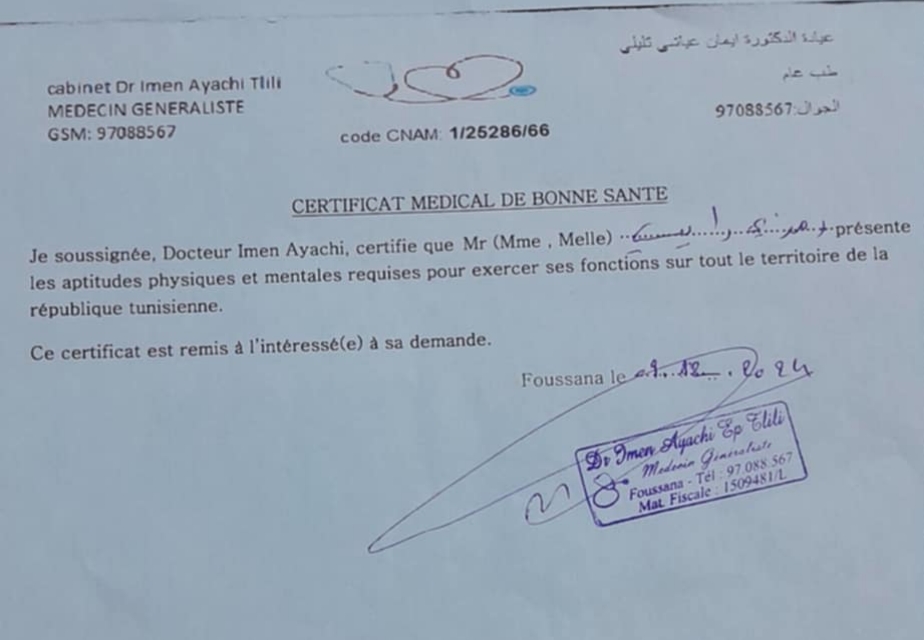 cabinet Dr Imen Ayachi Tlili
MEDECIN GENERALISTE
GSM: 97088567
code CNAM: 1/25286/66
عيادة الدكتورة ايمان عياشي تليلي
طب عام
الجوال:97088567
CERTIFICAT MEDICAL DE BONNE SANTE
Je soussignée, Docteur Imen Ayachi, certifie que Mr (Mme , Melle) présente
les aptitudes physiques et mentales requises pour exercer ses fonctions sur tout le territoire de la
république tunisienne.
Ce certificat est remis à l'intéressé(e) à sa demande.
Foussana le 12. 2024
Dr Imen Ayachi Ep Tlili
Medecin Generaliste
Foussana - Tél : 97.088.567
Mat. Fiscale : 1509481/L